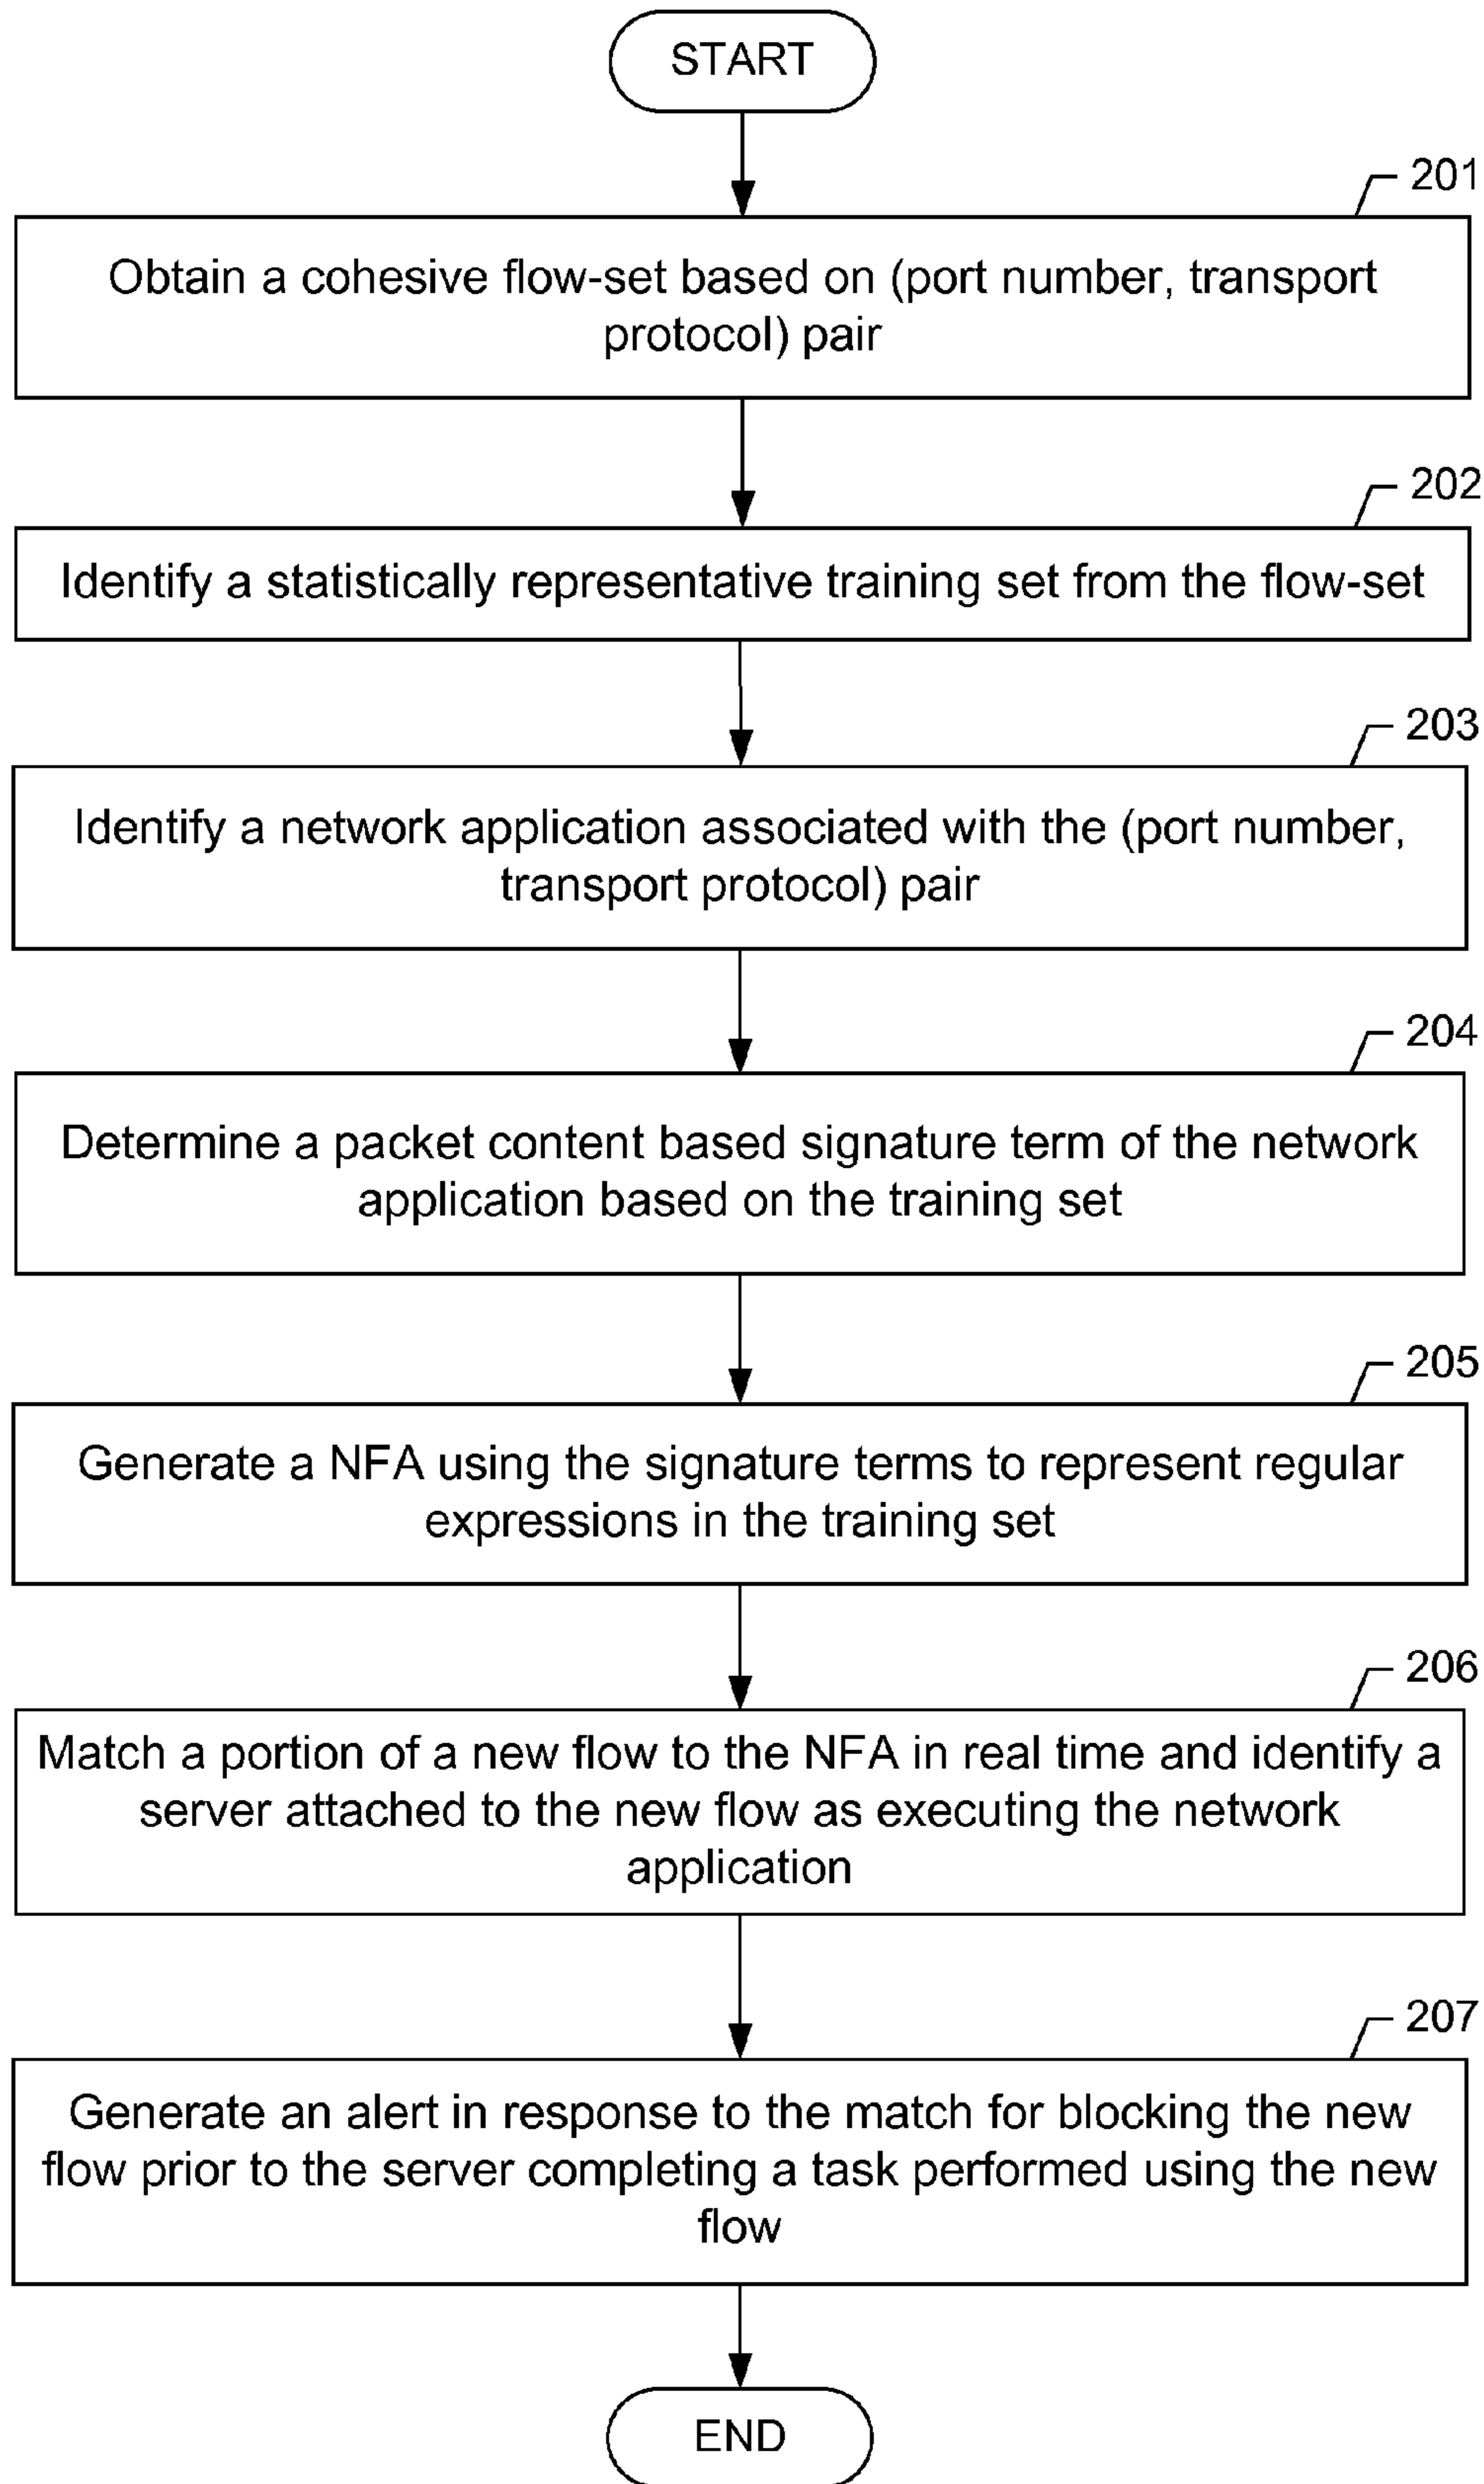 START
201
Obtain a cohesive flow-set based on (port number, transport
protocol) pair
202
Identify a statistically representative training set from the flow-set
203
Identify a network application associated with the (port number,
transport protocol) pair
204
Determine a packet content based signature term of the network
application based on the training set
205
Generate a NFA using the signature terms to represent regular
expressions in the training set
206
Match a portion of a new flow to the NFA in real time and identify a
server attached to the new flow as executing the network
application
207
Generate an alert in response to the match for blocking the new
flow prior to the server completing a task performed using the new
flow
END